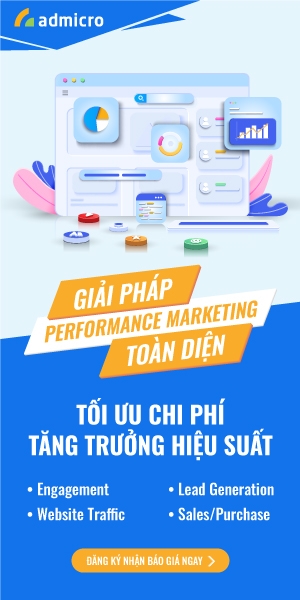 admicro
GIẢI PHÁP
PERFORMANCE MARKETING
TOÀN DIỆN
TỐI ƯU CHI PHÍ
TĂNG TRƯỞNG HIỆU SUẤT
• Engagement
• Website Traffic
• Lead Generation
• Sales/Purchase
ĐĂNG KÝ NHẬN BÁO GIÁ NGAY